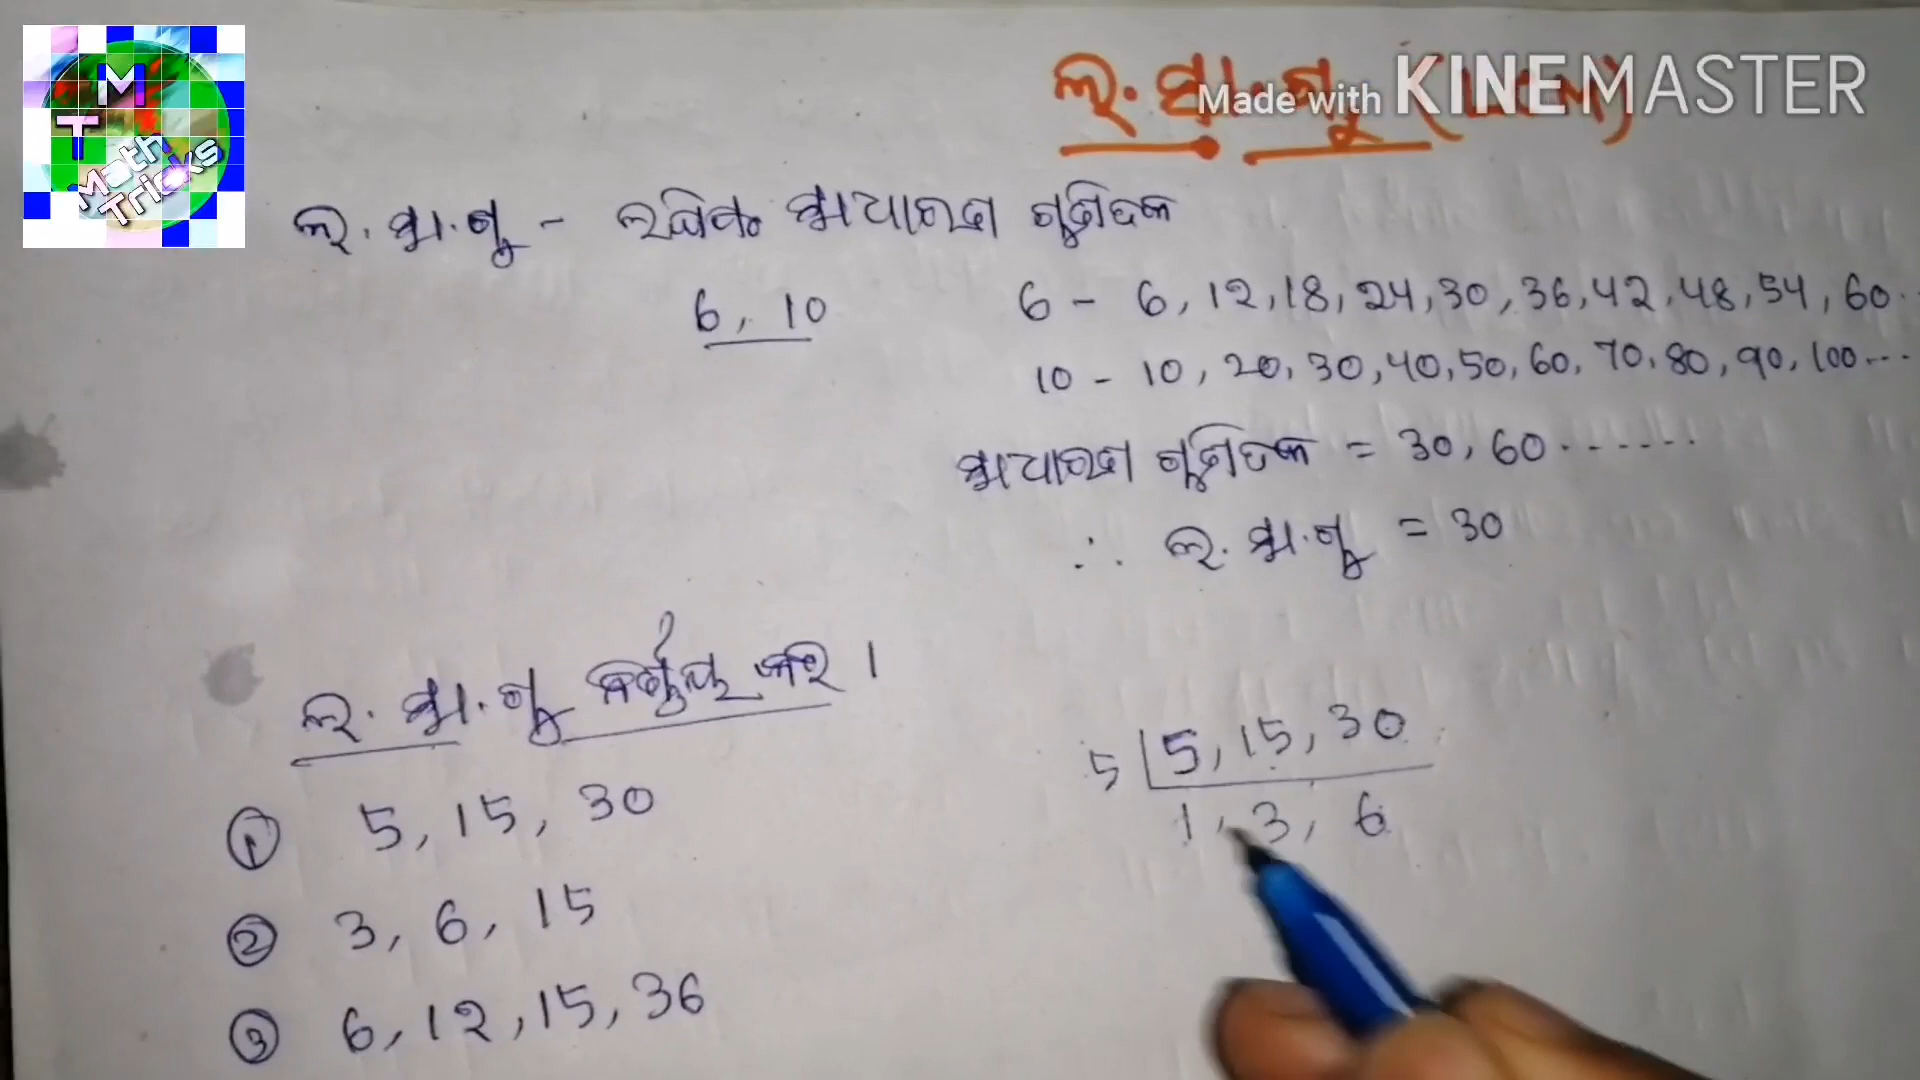 M
T
Math
Tricks
ଲ.ସା.ଗୁ (LCM)
Made with KINEMASTER
ଲ.ସା.ଗୁ - ଲଘିଷ୍ଠ ସାଧାରଣ ଗୁଣିତକ
6, 10
6 - 6, 12, 18, 24, 30, 36, 42, 48, 54, 60..
10 - 10, 20, 30, 40, 50, 60, 70, 80, 90, 100...
ସାଧାରଣ ଗୁଣିତକ = 30, 60.......
∴ ଲ.ସା.ଗୁ = 30
ଲ.ସା.ଗୁ ନିର୍ଣ୍ଣୟ କର ।
① 5, 15, 30
② 3, 6, 15
③ 6, 12, 15, 36
5 | 5, 15, 30
1, 3, 6